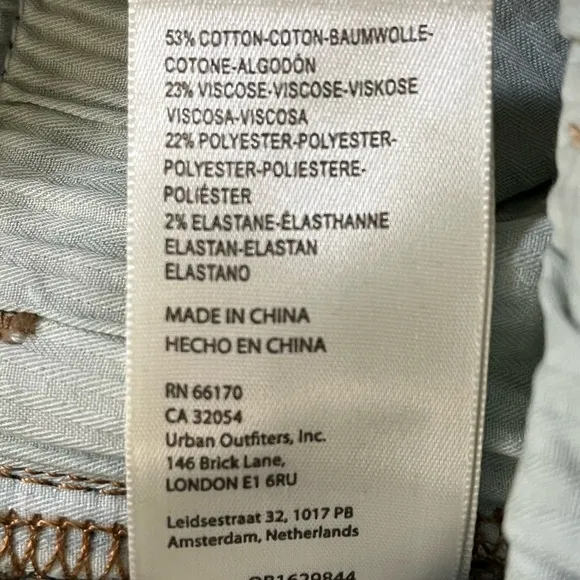 53% COTTON-COTON-BAUMWOLLE-
COTONE-ALGODÓN
23% VISCOSE-VISCOSE-VISKOSE
VISCOSA-VISCOSA
22% POLYESTER-POLYESTER-
POLYESTER-POLIESTERE-
POLIÉSTER
2% ELASTANE-ÉLASTHANNE
ELASTAN-ELASTAN
ELASTANO
MADE IN CHINA
HECHO EN CHINA
RN 66170
CA 32054
Urban Outfitters, Inc.
146 Brick Lane,
LONDON E1 6RU
Leidsestraat 32, 1017 PB
Amsterdam, Netherlands